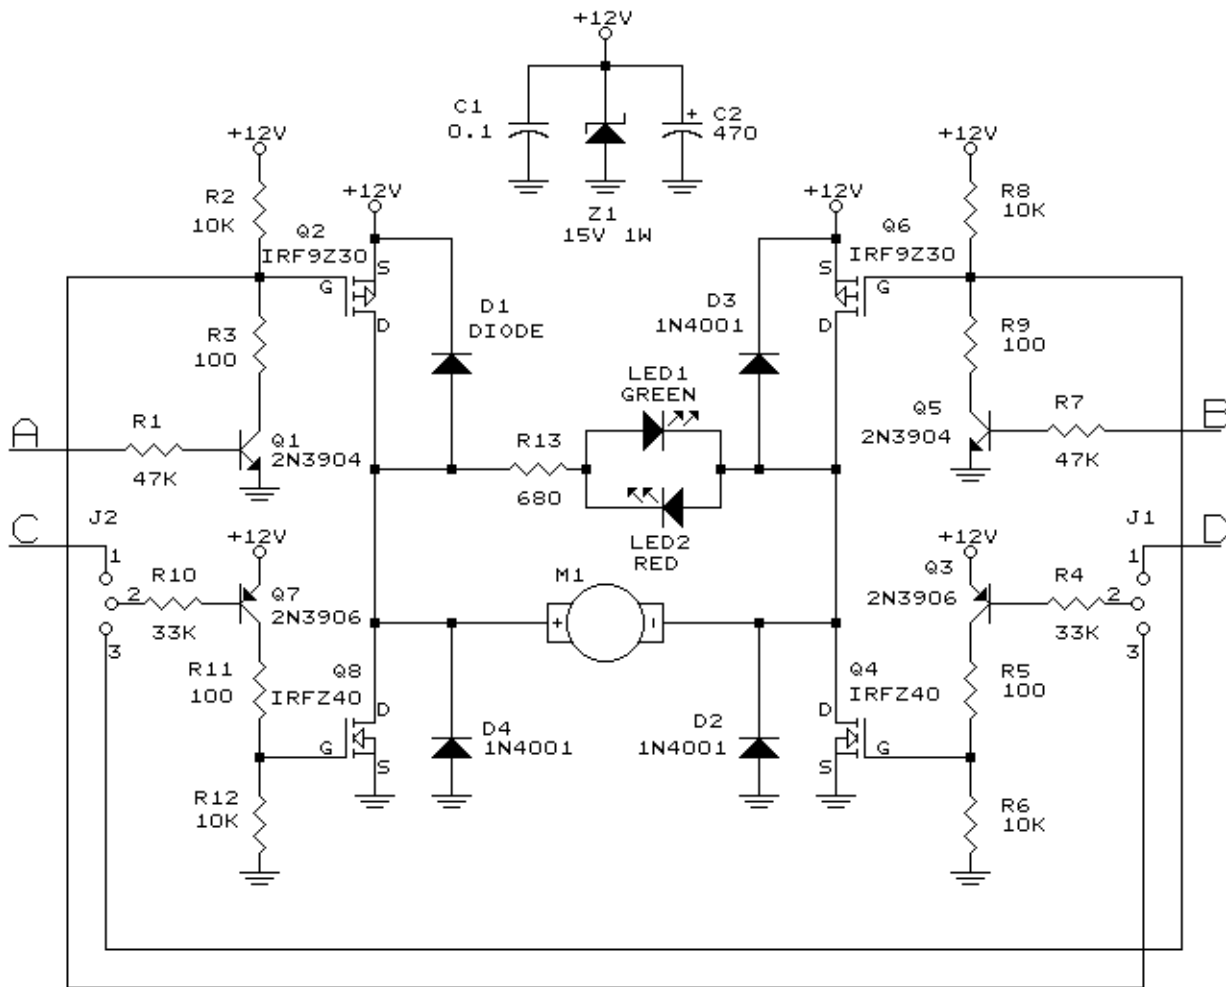 +12V
C1
0.1
+
C2
470
Z1
15V 1W
+12V
R2
10K
+12V
Q2
IRF9Z30
S
G
D
D1
DIODE
R3
100
+12V
Q6
IRF9Z30
S
G
D
D3
1N4001
+12V
R8
10K
R9
100
LED1
GREEN
A
R1
47K
Q1
2N3904
R13
680
Q5
2N3904
R7
47K
B
LED2
RED
C
J2
1
2
3
+12V
R10
33K
Q7
2N3906
M1
+
-
+12V
Q3
2N3906
R4
33K
J1
1
2
3
D
R11
100
Q8
IRFZ40
D
G
S
D4
1N4001
D2
1N4001
Q4
IRFZ40
D
G
S
R5
100
R12
10K
R6
10K